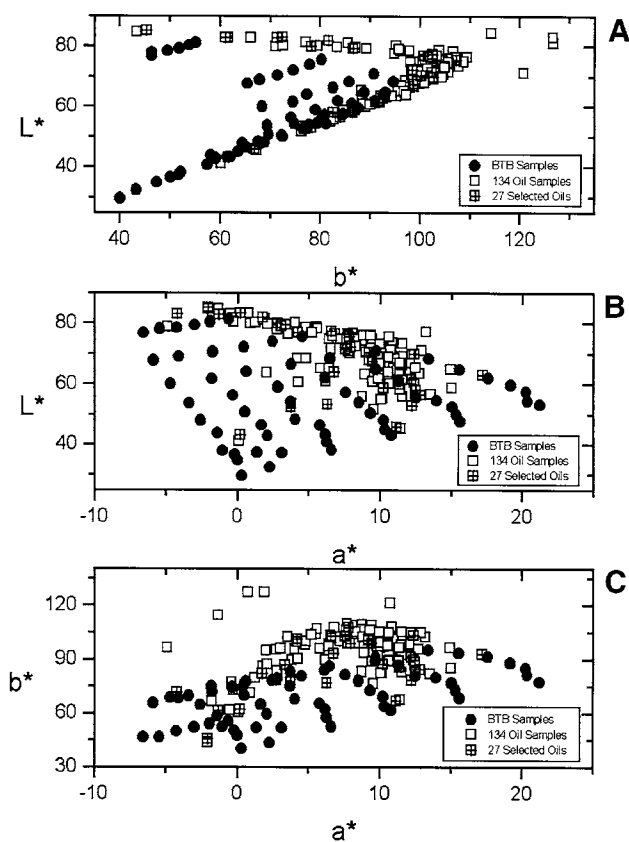 A
80
60
40
L*
40
60
80
100
120
b*
BTB Samples
134 Oil Samples
27 Selected Oils
B
80
60
40
L*
-10
0
10
20
a*
BTB Samples
134 Oil Samples
27 Selected Oils
C
120
90
60
30
b*
-10
0
10
20
a*
BTB Samples
134 Oil Samples
27 Selected Oils